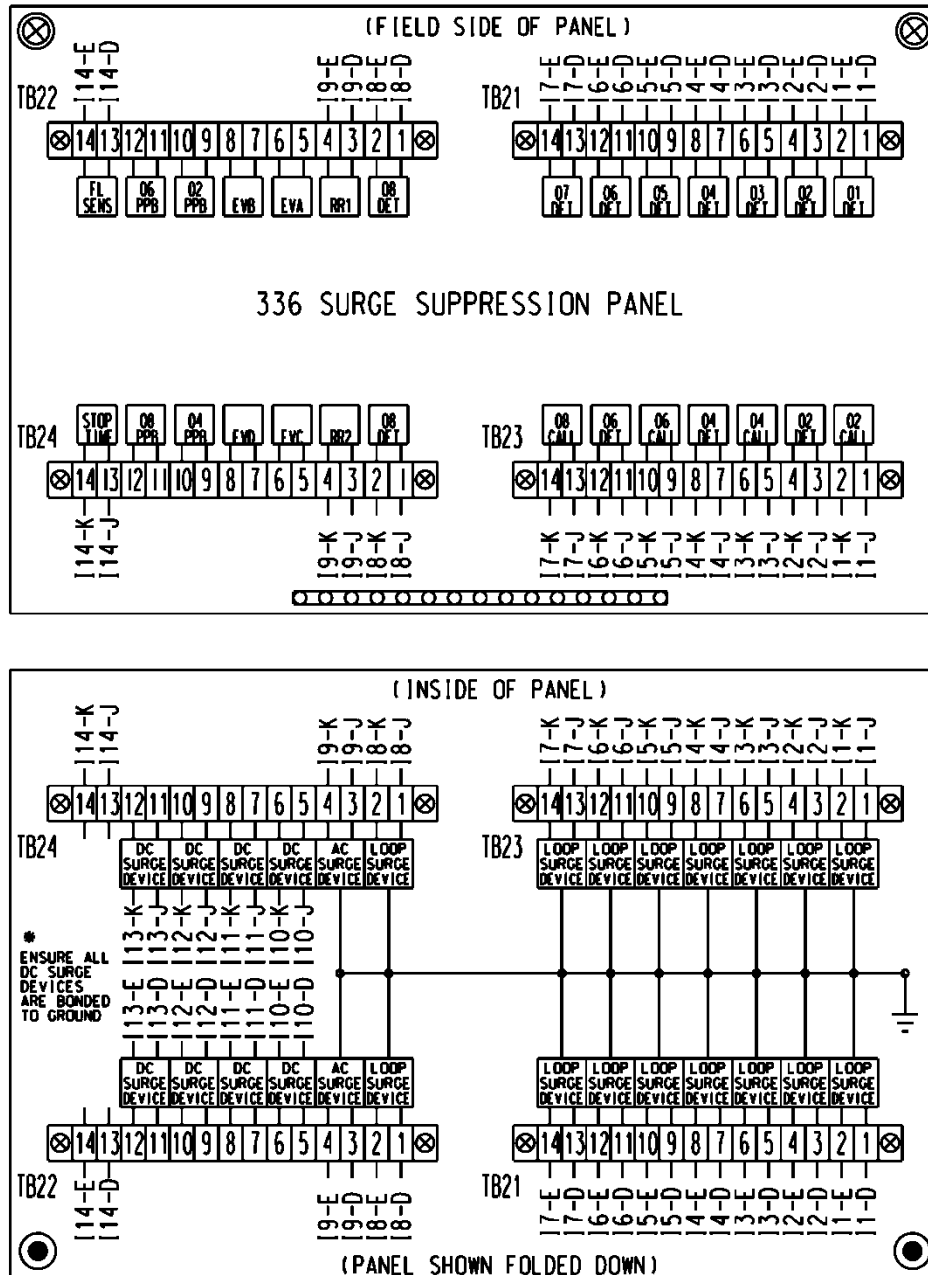 (FIELD SIDE OF PANEL)
I14-E I14-D I9-E I9-D I8-E I8-D I7-E I7-D I6-E I6-D I5-E I5-D I4-E I4-D I3-E I3-D I2-E I2-D I1-E I1-D
TB22 TB21
14 13 12 11 10 9 8 7 6 5 4 3 2 1 14 13 12 11 10 9 8 7 6 5 4 3 2 1
FL SENS 06 PPB 02 PPB EVB EVA RR1 08 DET 07 DET 06 DET 05 DET 04 DET 03 DET 02 DET 01 DET
336 SURGE SUPPRESSION PANEL
STOP TIME 08 PPB 04 PPB EVD EVC RR2 08 DET 08 CALL 06 DET 06 CALL 04 DET 04 CALL 02 DET 02 CALL
TB24 TB23
14 13 12 11 10 9 8 7 6 5 4 3 2 1 14 13 12 11 10 9 8 7 6 5 4 3 2 1
I14-K I14-J I9-K I9-J I8-K I8-J I7-K I7-J I6-K I6-J I5-K I5-J I4-K I4-J I3-K I3-J I2-K I2-J I1-K I1-J
(INSIDE OF PANEL)
I14-K I14-J I9-K I9-J I8-K I8-J I7-K I7-J I6-K I6-J I5-K I5-J I4-K I4-J I3-K I3-J I2-K I2-J I1-K I1-J
14 13 12 11 10 9 8 7 6 5 4 3 2 1 14 13 12 11 10 9 8 7 6 5 4 3 2 1
TB24 TB23
DC DC DC DC AC LOOP LOOP LOOP LOOP LOOP LOOP LOOP LOOP
SURGE SURGE SURGE SURGE SURGE SURGE SURGE SURGE SURGE SURGE SURGE SURGE SURGE
DEVICE DEVICE DEVICE DEVICE DEVICE DEVICE DEVICE DEVICE DEVICE DEVICE DEVICE DEVICE DEVICE
I13-K I13-J I12-K I12-J I11-K I11-J I10-K I10-J
*
ENSURE ALL
DC SURGE
DEVICES
ARE BONDED
TO GROUND
I13-E I13-D I12-E I12-D I11-E I11-D I10-E I10-D
DC DC DC DC AC LOOP LOOP LOOP LOOP LOOP LOOP LOOP LOOP
SURGE SURGE SURGE SURGE SURGE SURGE SURGE SURGE SURGE SURGE SURGE SURGE SURGE
DEVICE DEVICE DEVICE DEVICE DEVICE DEVICE DEVICE DEVICE DEVICE DEVICE DEVICE DEVICE DEVICE
14 13 12 11 10 9 8 7 6 5 4 3 2 1 14 13 12 11 10 9 8 7 6 5 4 3 2 1
TB22 TB21
I14-E I14-D I9-E I9-D I8-E I8-D I7-E I7-D I6-E I6-D I5-E I5-D I4-E I4-D I3-E I3-D I2-E I2-D I1-E I1-D
(PANEL SHOWN FOLDED DOWN)